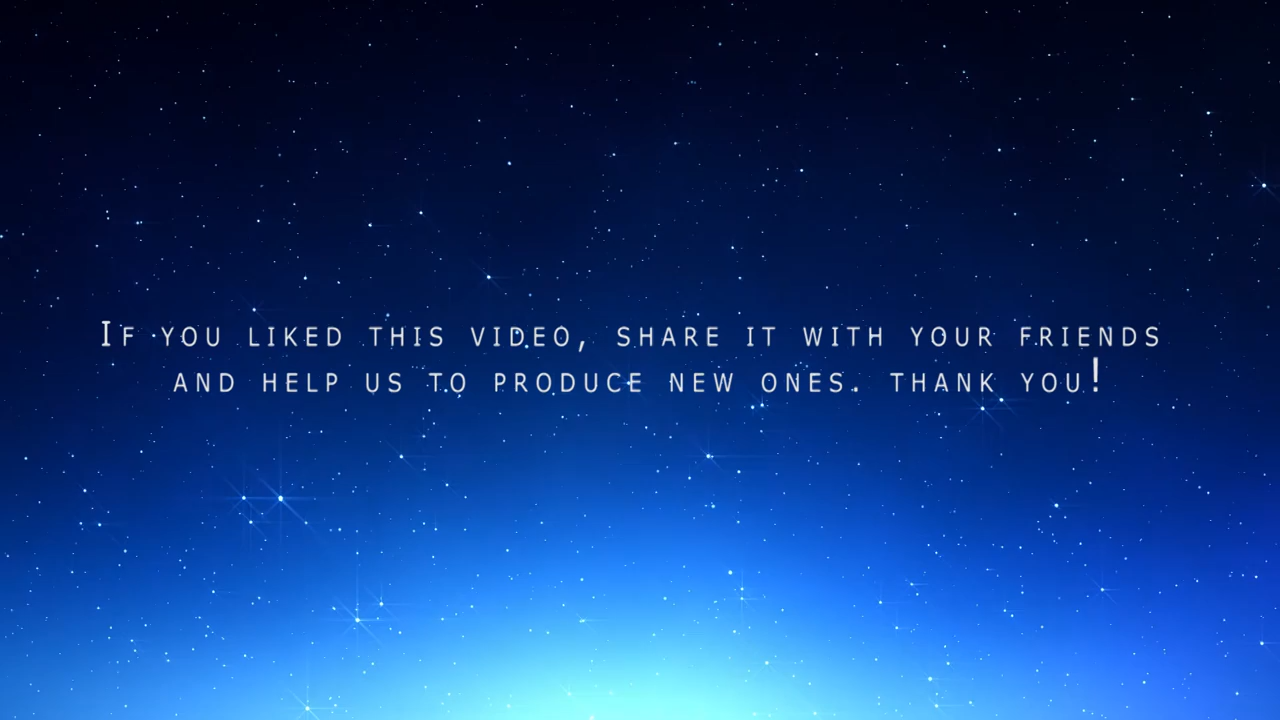 If you liked this video, share it with your friends
and help us to produce new ones. thank you!